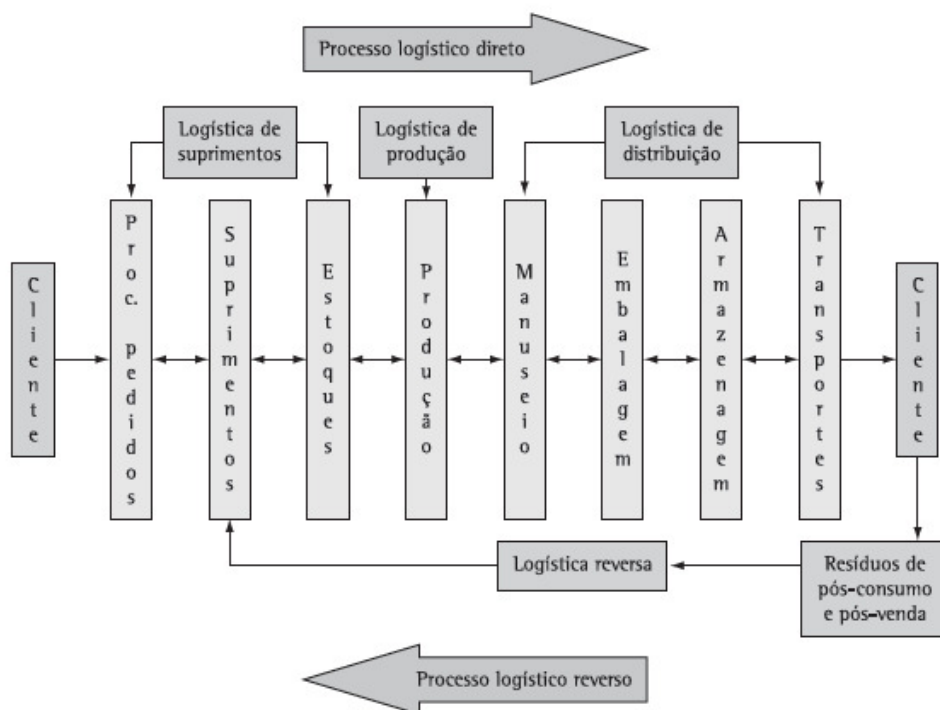 Processo logístico direto
Logística de
suprimentos
Logística de
produção
Logística de
distribuição
Cliente
Proc. pedidos
Suprimentos
Estoques
Produção
Manuseio
Embalagem
Armazenagem
Transportes
Cliente
Logística reversa
Resíduos de
pós-consumo
e pós-venda
Processo logístico reverso